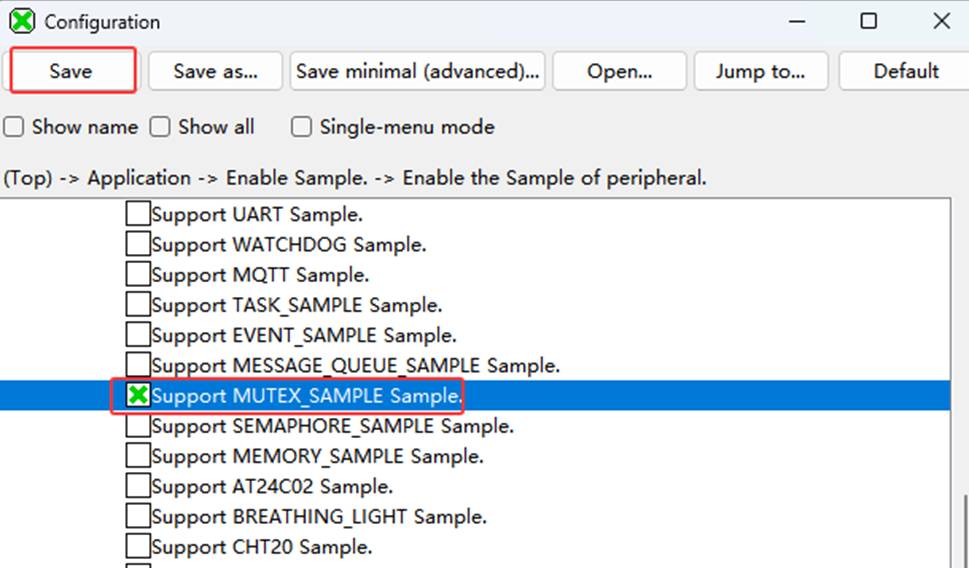 Configuration
Save Save as... Save minimal (advanced)... Open... Jump to... Default
Show name Show all Single-menu mode
(Top) -> Application -> Enable Sample. -> Enable the Sample of peripheral.
Support UART Sample.
Support WATCHDOG Sample.
Support MQTT Sample.
Support TASK_SAMPLE Sample.
Support EVENT_SAMPLE Sample.
Support MESSAGE_QUEUE_SAMPLE Sample.
Support MUTEX_SAMPLE Sample.
Support SEMAPHORE_SAMPLE Sample.
Support MEMORY_SAMPLE Sample.
Support AT24C02 Sample.
Support BREATHING_LIGHT Sample.
Support CHT20 Sample.